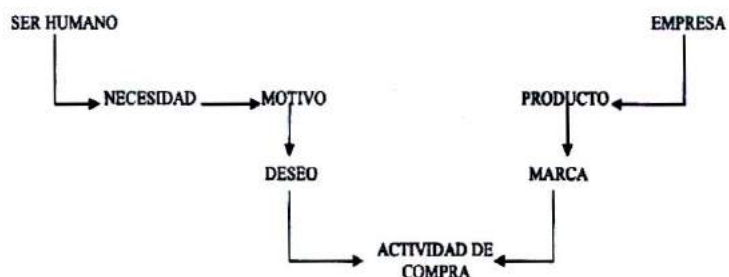 SER HUMANO
EMPRESA
NECESIDAD
MOTIVO
PRODUCTO
DESEO
MARCA
ACTIVIDAD DE
COMPRA